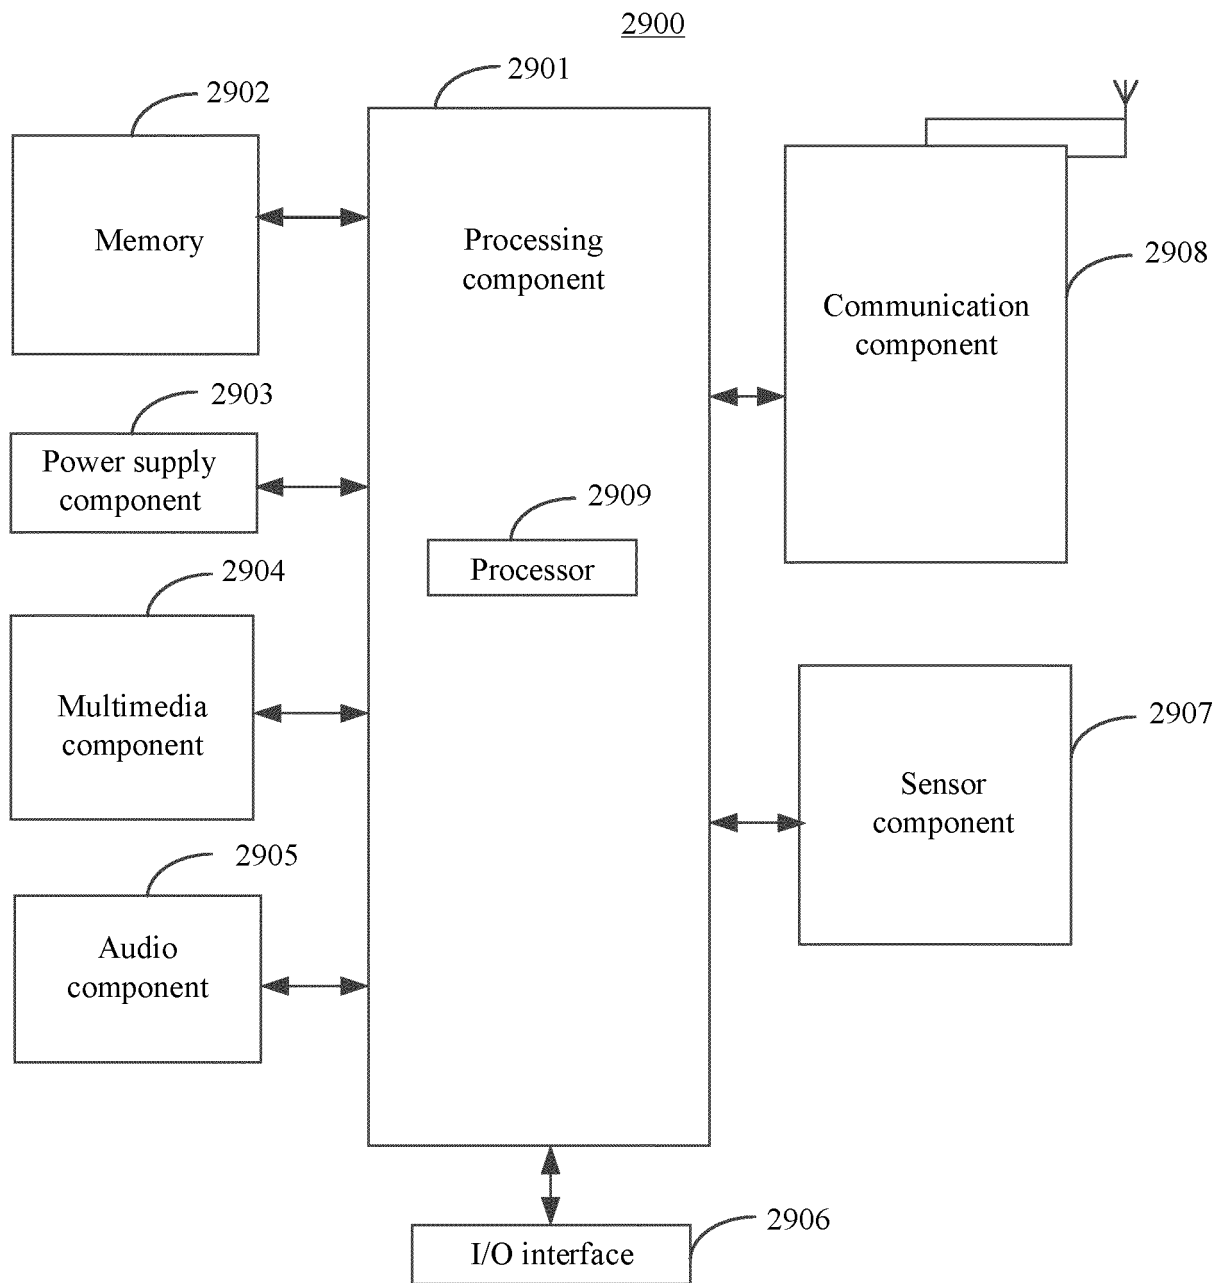 2900
2901
2902
Memory
Processing
component
2908
Communication
component
2903
Power supply
component
2909
Processor
2904
Multimedia
component
2907
Sensor
component
2905
Audio
component
2906
I/O interface